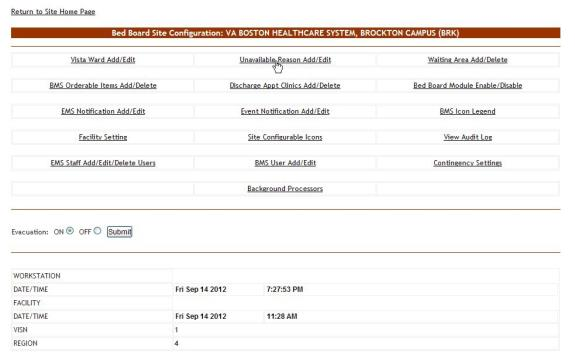 Return to Site Home Page
Bed Board Site Configuration: VA BOSTON HEALTHCARE SYSTEM, BROCKTON CAMPUS (BRK)
Vista Ward Add/Edit Unavailable Reason Add/Edit Waiting Area Add/Delete
BMS Orderable Items Add/Delete Discharge Appt Clinics Add/Delete Bed Board Module Enable/Disable
EMS Notification Add/Edit Event Notification Add/Edit BMS Icon Legend
Facility Setting Site Configurable Icons View Audit Log
EMS Staff Add/Edit/Delete Users BMS User Add/Edit Contingency Settings
Background Processors
Evacuation: ON OFF Submit
WORKSTATION
DATE/TIME Fri Sep 14 2012 7:27:53 PM
FACILITY
DATE/TIME Fri Sep 14 2012 11:28 AM
VISN 1
REGION 4